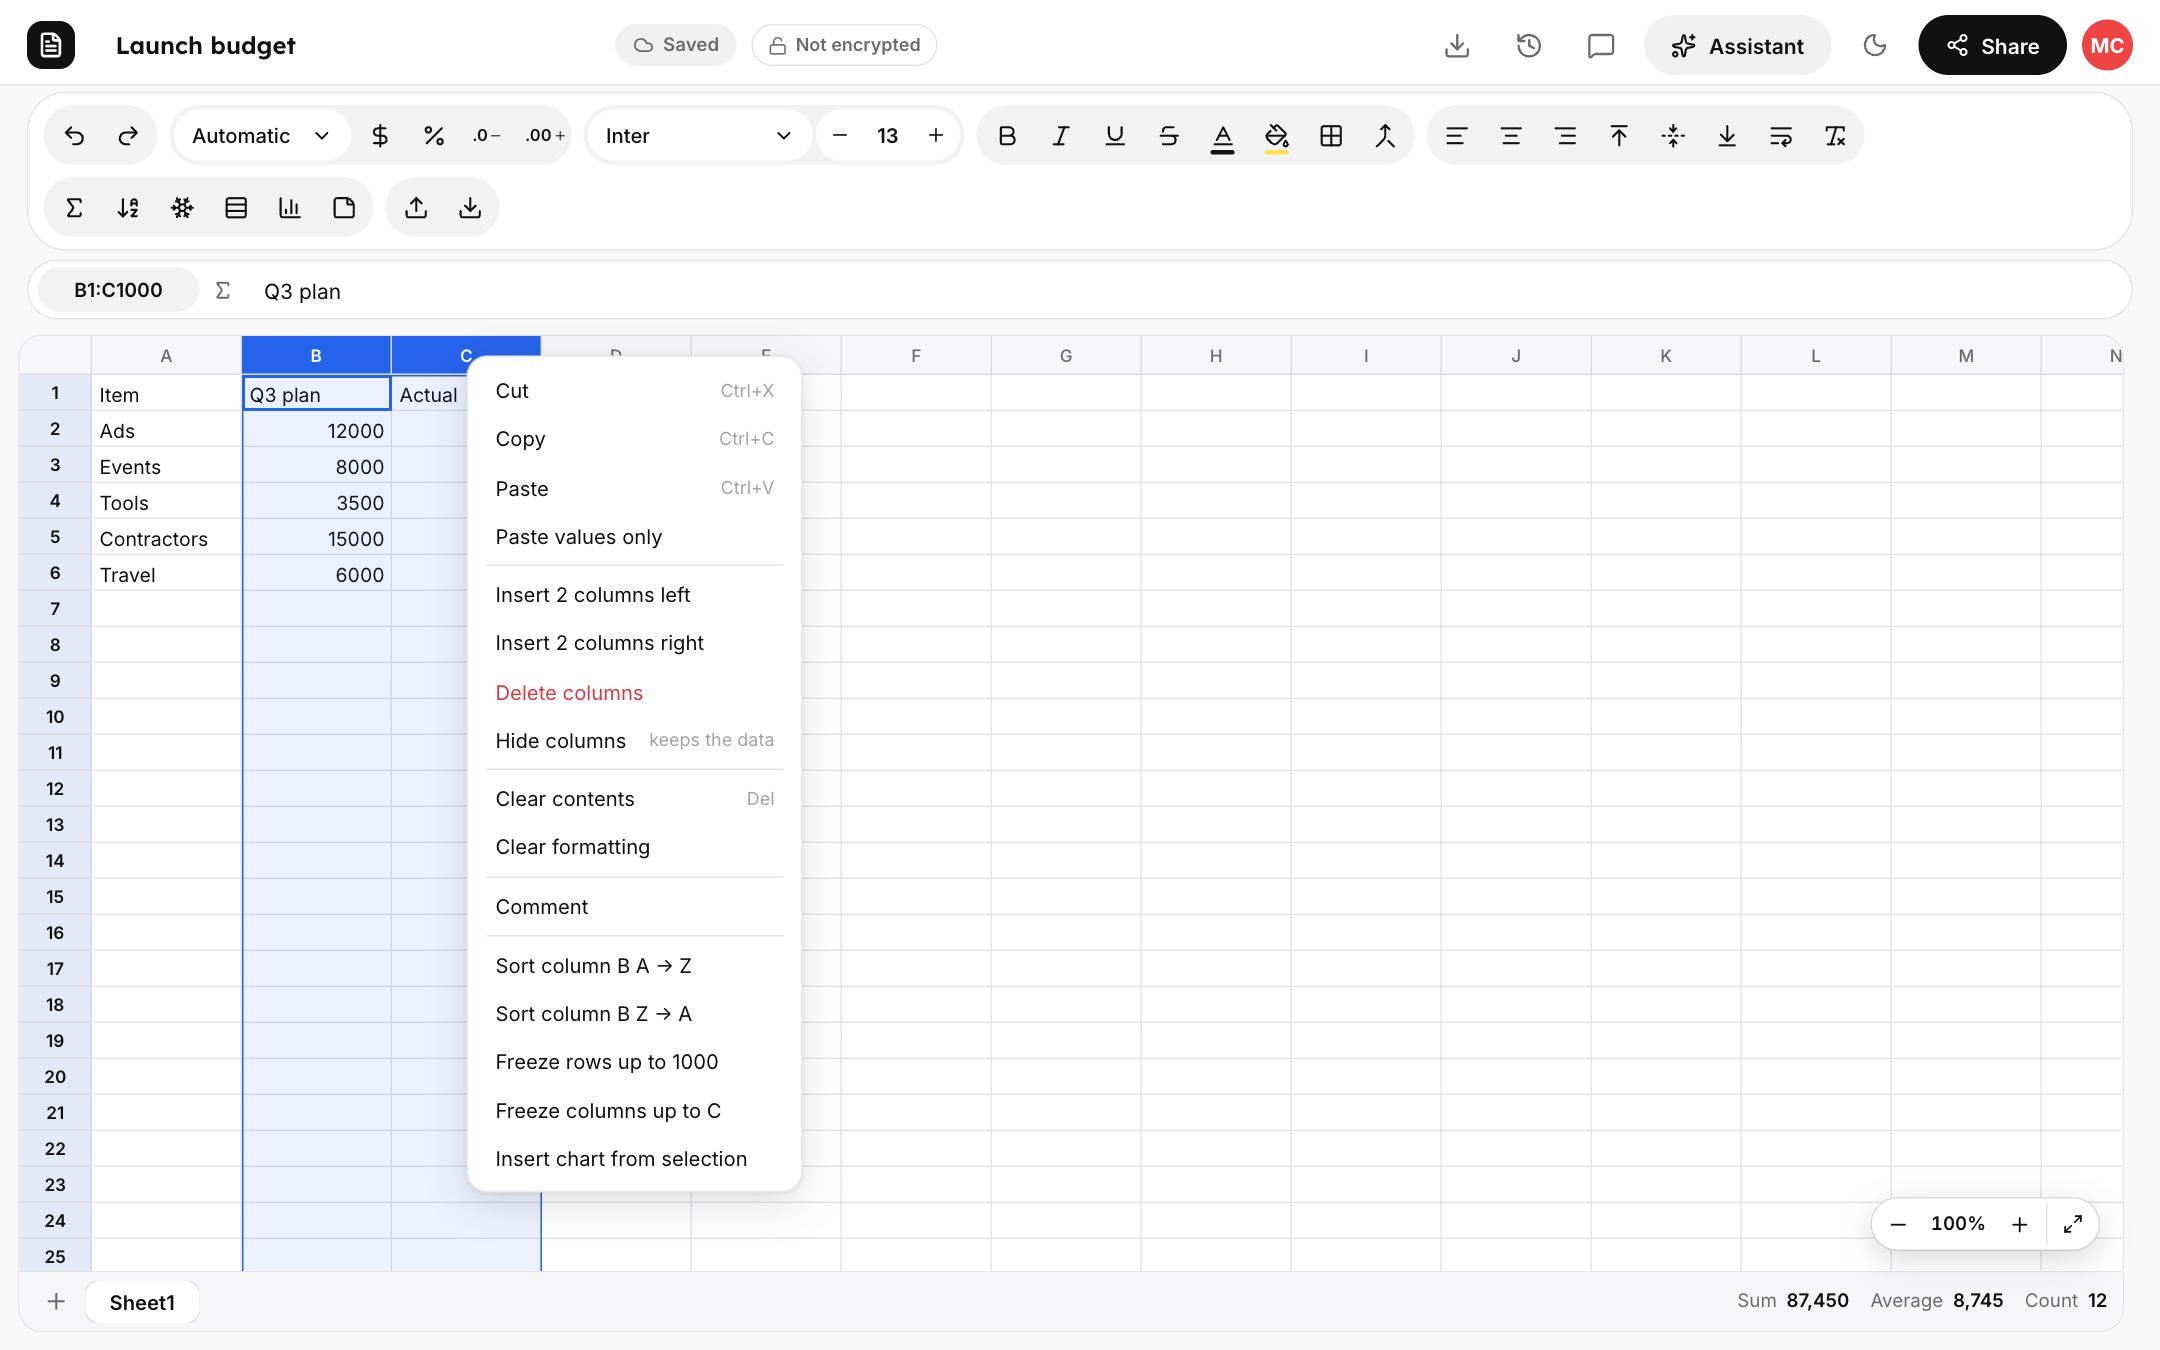 Launch budget
Saved
Not encrypted
Assistant
Share
MC
Automatic
$ % .0− .00+
Inter
− 13 +
B1:C1000
Q3 plan
A B C D E F G H I J K L M N
1 Item Q3 plan Actual
2 Ads 12000
3 Events 8000
4 Tools 3500
5 Contractors 15000
6 Travel 6000
7
8
9
10
11
12
13
14
15
16
17
18
19
20
21
22
23
24
25
Cut Ctrl+X
Copy Ctrl+C
Paste Ctrl+V
Paste values only
Insert 2 columns left
Insert 2 columns right
Delete columns
Hide columns keeps the data
Clear contents Del
Clear formatting
Comment
Sort column B A → Z
Sort column B Z → A
Freeze rows up to 1000
Freeze columns up to C
Insert chart from selection
− 100% +
+ Sheet1
Sum 87,450 Average 8,745 Count 12